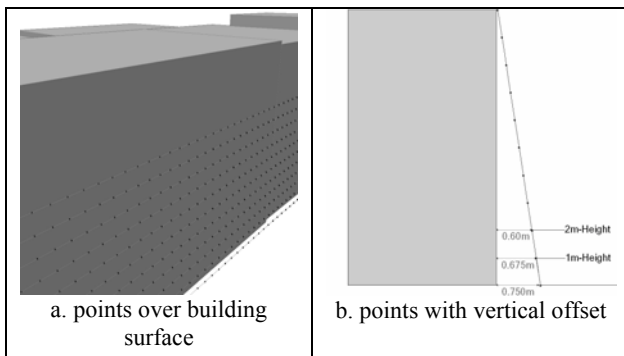 2m-Height
0.60m
1m-Height
0.675m
0.750m
a. points over building
surface
b. points with vertical offset